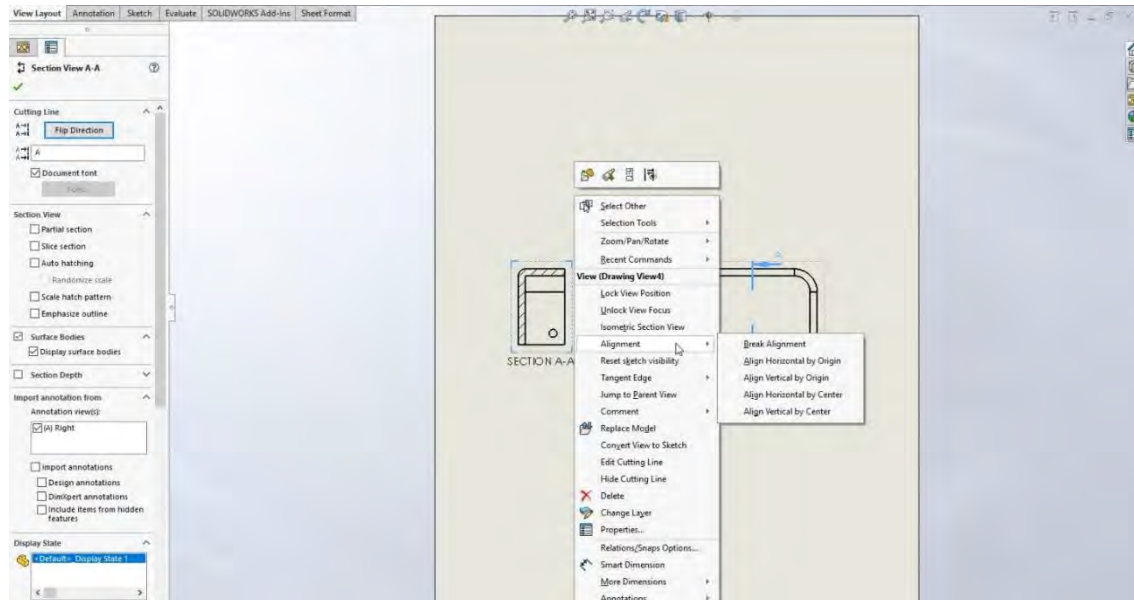 View Layout Annotation Sketch Evaluate SOLIDWORKS Add-Ins Sheet Format
Section View A-A
Cutting Line
Flip Direction
A
Document font
Section View
Partial section
Slice section
Auto hatching
Randomize scale
Scale hatch pattern
Emphasize outline
Surface Bodies
Display surface bodies
Section Depth
Import annotation from
Annotation view(s):
(A) Right
Import annotations
Design annotations
DimXpert annotations
Include items from hidden
features
Display State
<Default>_Display State 1
SECTION A-A
Select Other
Selection Tools
Zoom/Pan/Rotate
Recent Commands
View (Drawing View4)
Lock View Position
Unlock View Focus
Isometric Section View
Alignment
Reset sketch visibility
Tangent Edge
Jump to Parent View
Comment
Replace Model
Convert View to Sketch
Edit Cutting Line
Hide Cutting Line
Delete
Change Layer
Properties...
Relations/Snaps Options...
Smart Dimension
More Dimensions
Annotations
Break Alignment
Align Horizontal by Origin
Align Vertical by Origin
Align Horizontal by Center
Align Vertical by Center
A